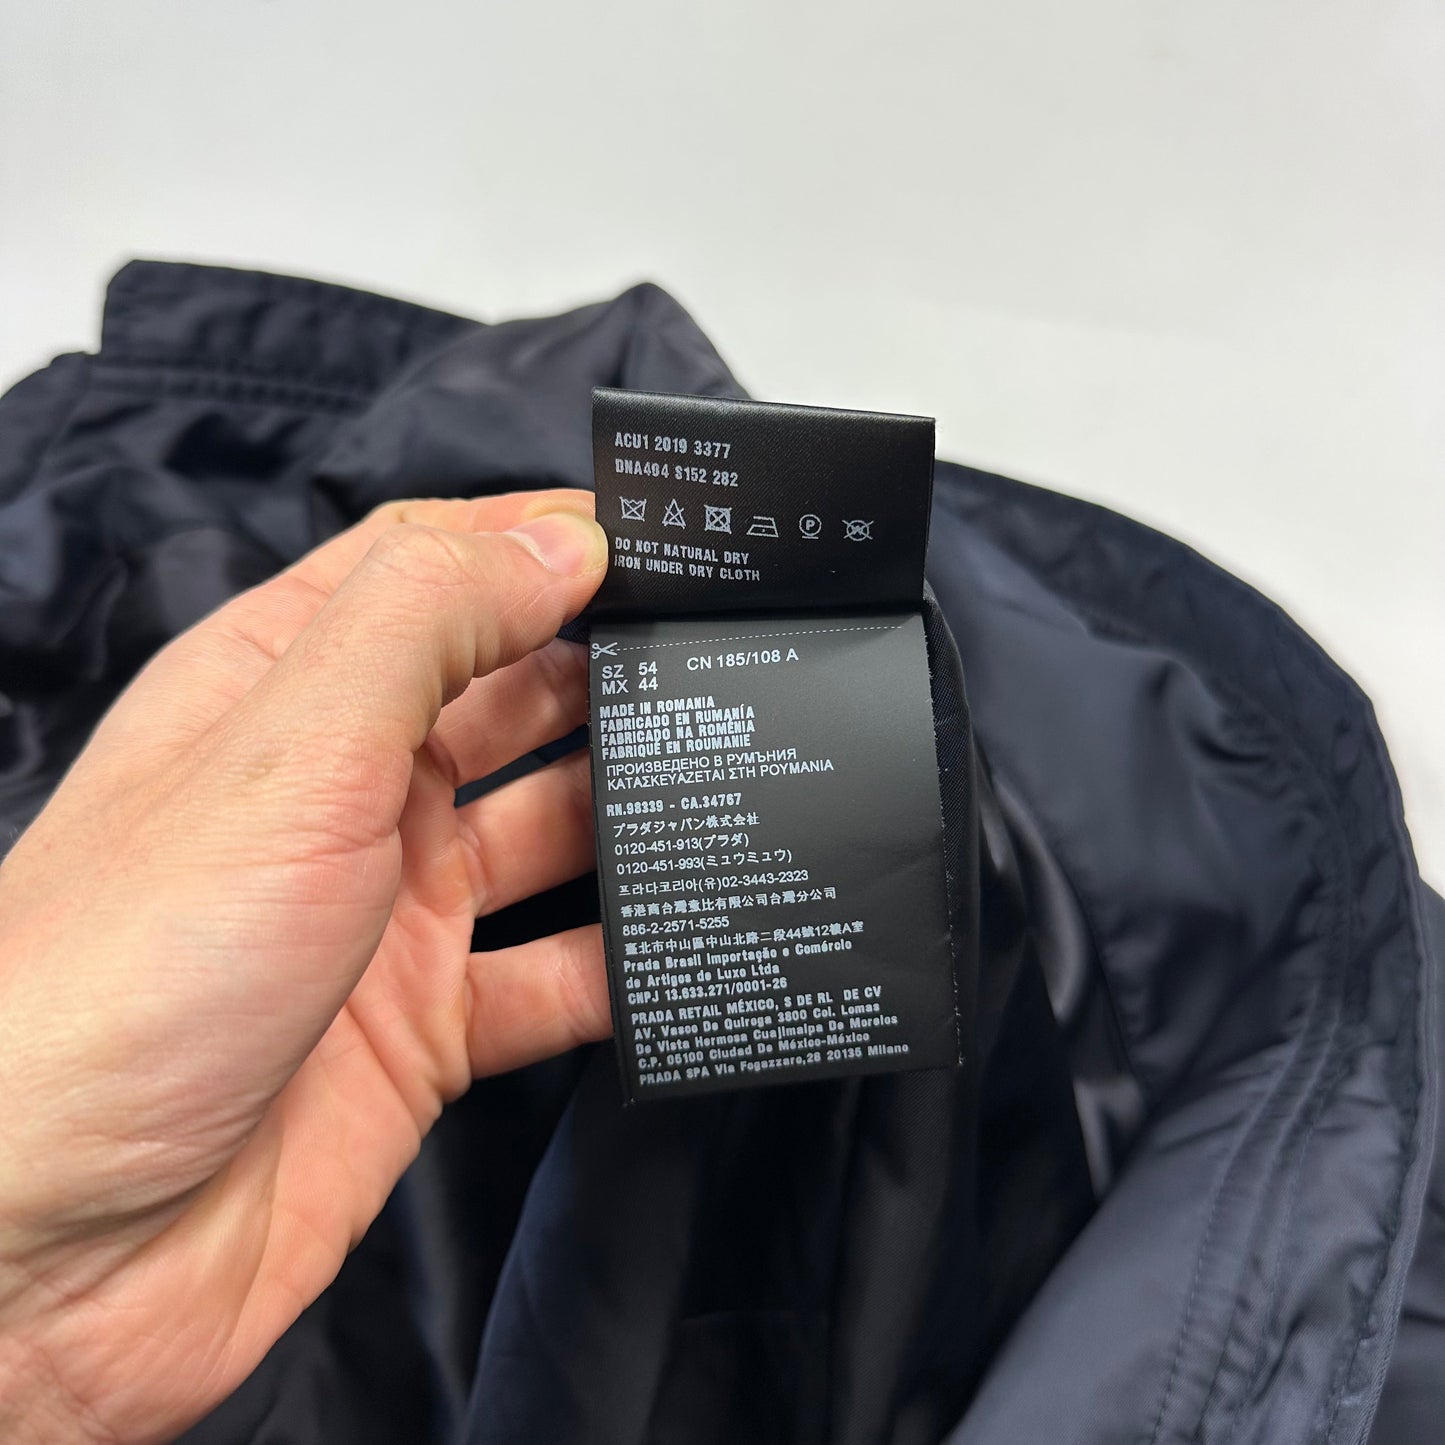 ACU1 2019 3377
DNA494 S152 282
P
W
DO NOT NATURAL DRY
IRON UNDER DRY CLOTH
SZ 54 CN 185/108 A
MX 44
MADE IN ROMANIA
FABRICADO EN RUMANÍA
FABRICADO NA ROMÊNIA
FABRIQUÉ EN ROUMANIE
ПРОИЗВЕДЕНО В РУМЪНИЯ
ΚΑΤΑΣΚΕΥΑΖΕΤΑΙ ΣΤΗ ΡΟΥΜΑΝΙΑ
RN.98339 - CA.34767
プラダジャパン株式会社
0120-451-913(プラダ)
0120-451-993(ミュウミュウ)
프라다코리아(유)02-3443-2323
香港商台灣意比有限公司台灣分公司
886-2-2571-5255
臺北市中山區中山北路二段44號12樓A室
Prada Brasil Importação e Comércio
de Artigos de Luxo Ltda
CNPJ 13.633.271/0001-26
PRADA RETAIL MÉXICO, S DE RL DE CV
AV. Vasco De Quiroga 3800 Col. Lomas
De Vista Hermosa Cuajimalpa De Morelos
C.P. 05100 Ciudad De México-México
PRADA SPA Via Fogazzaro,28 20135 Milano